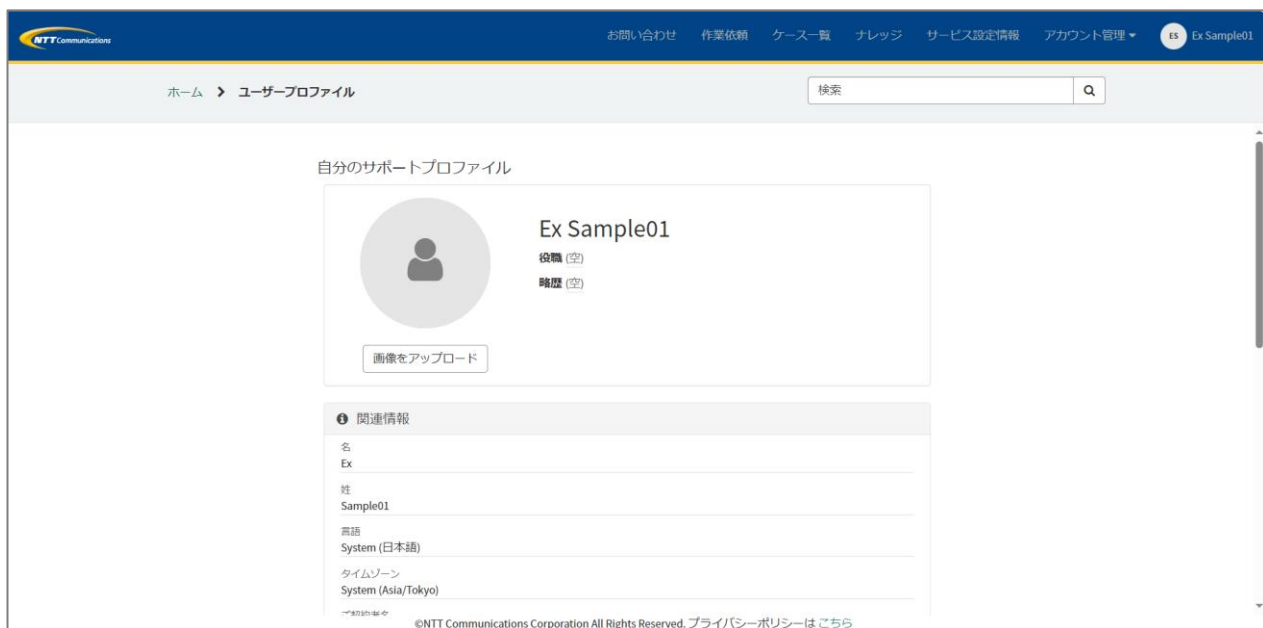 NTT Communications
お問い合わせ 作業依頼 ケース一覧 ナレッジ サービス設定情報 アカウント管理 ES Ex Sample01
ホーム > ユーザープロファイル
検索
自分のサポートプロファイル
Ex Sample01
役職 (空)
略歴 (空)
画像をアップロード
関連情報
名
Ex
姓
Sample01
言語
System (日本語)
タイムゾーン
System (Asia/Tokyo)
ご契約者名
©NTT Communications Corporation All Rights Reserved. プライバシーポリシーは こちら